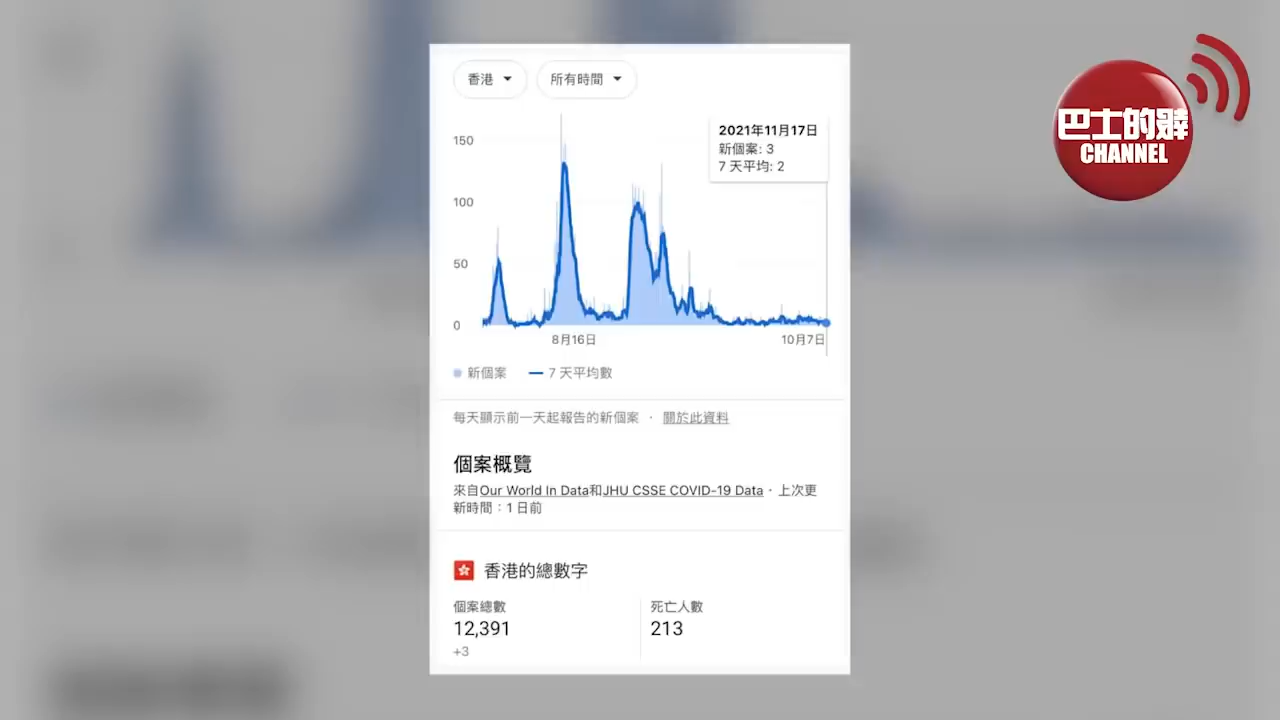 香港
所有時間
2021年11月17日
新個案: 3
7 天平均: 2
150
100
50
0
8月16日
10月7日
新個案
7 天平均數
每天顯示前一天起報告的新個案 · 關於此資料
個案概覽
來自Our World In Data和JHU CSSE COVID-19 Data · 上次更
新時間：1 日前
香港的總數字
個案總數
12,391
+3
死亡人數
213
巴士的報
CHANNEL